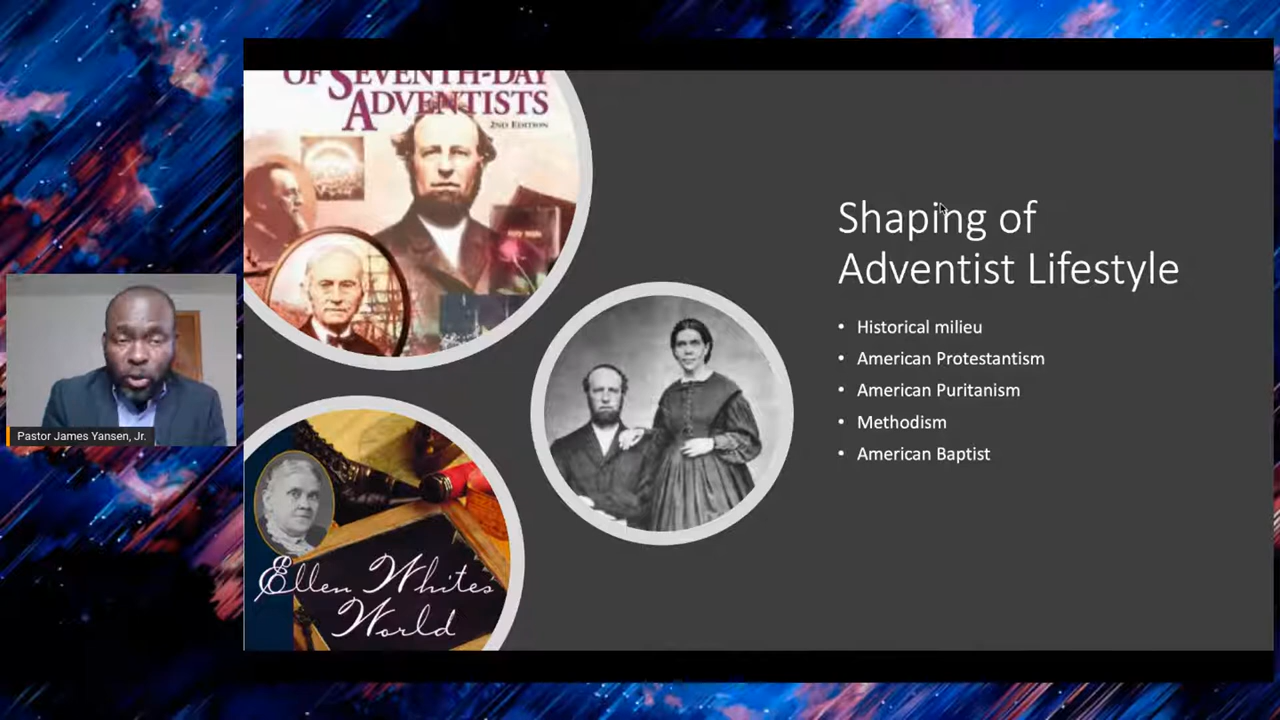 OF SEVENTH-DAY
ADVENTISTS
2ND EDITION
Shaping of
Adventist Lifestyle
• Historical milieu
• American Protestantism
• American Puritanism
• Methodism
• American Baptist
Pastor James Yansen, Jr.
Ellen Whites
World